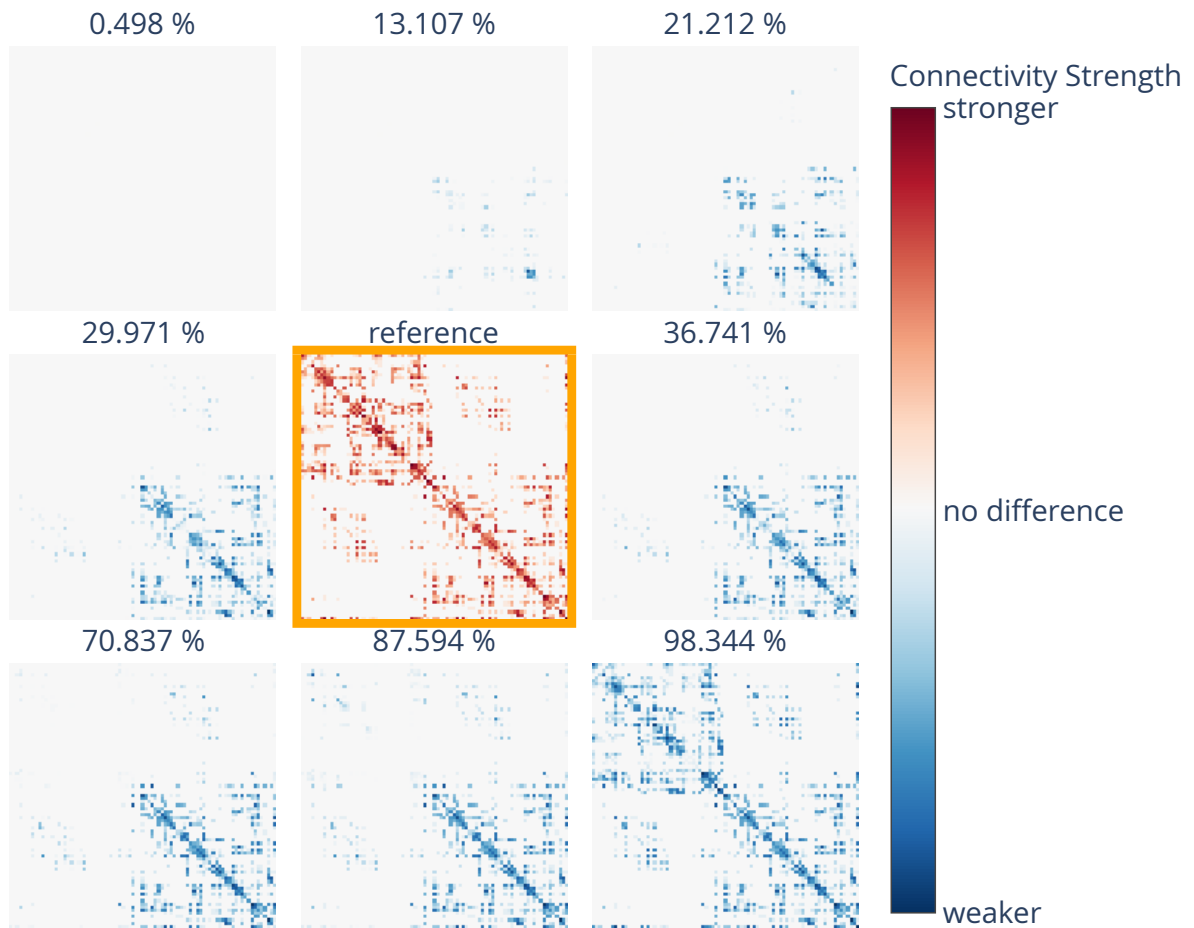 0.498 %
13.107 %
21.212 %
Connectivity Strength
stronger
29.971 %
reference
36.741 %
no difference
70.837 %
87.594 %
98.344 %
weaker